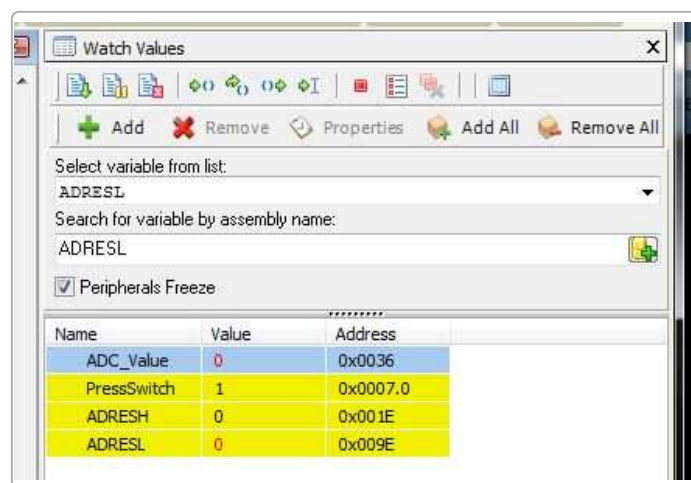 Watch Values
Add Remove Properties Add All Remove All
Select variable from list:
ADRESL
Search for variable by assembly name:
ADRESL
Peripherals Freeze
Name Value Address
ADC_Value 0 0x0036
PressSwitch 1 0x0007.0
ADRESH 0 0x001E
ADRESL 0 0x009E